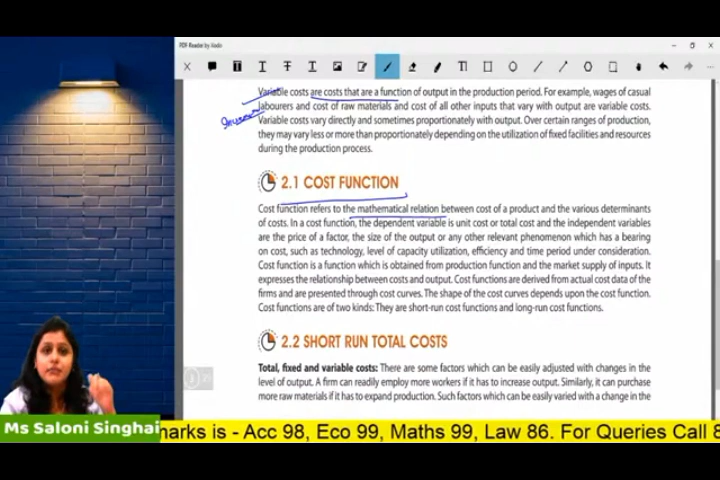 PDF Reader by Xodo
Variable costs are costs that are a function of output in the production period. For example, wages of casual
labourers and cost of raw materials and cost of all other inputs that vary with output are variable costs.
Variable costs vary directly and sometimes proportionately with output. Over certain ranges of production,
they may vary less or more than proportionately depending on the utilization of fixed facilities and resources
during the production process.
2.1 COST FUNCTION
Cost function refers to the mathematical relation between cost of a product and the various determinants
of costs. In a cost function, the dependent variable is unit cost or total cost and the independent variables
are the price of a factor, the size of the output or any other relevant phenomenon which has a bearing
on cost, such as technology, level of capacity utilization, efficiency and time period under consideration.
Cost function is a function which is obtained from production function and the market supply of inputs. It
expresses the relationship between costs and output. Cost functions are derived from actual cost data of the
firms and are presented through cost curves. The shape of the cost curves depends upon the cost function.
Cost functions are of two kinds: They are short-run cost functions and long-run cost functions.
2.2 SHORT RUN TOTAL COSTS
Total, fixed and variable costs: There are some factors which can be easily adjusted with changes in the
level of output. A firm can readily employ more workers if it has to increase output. Similarly, it can purchase
more raw materials if it has to expand production. Such factors which can be easily varied with a change in the
Ms Saloni Singhai
marks is - Acc 98, Eco 99, Maths 99, Law 86. For Queries Call 8